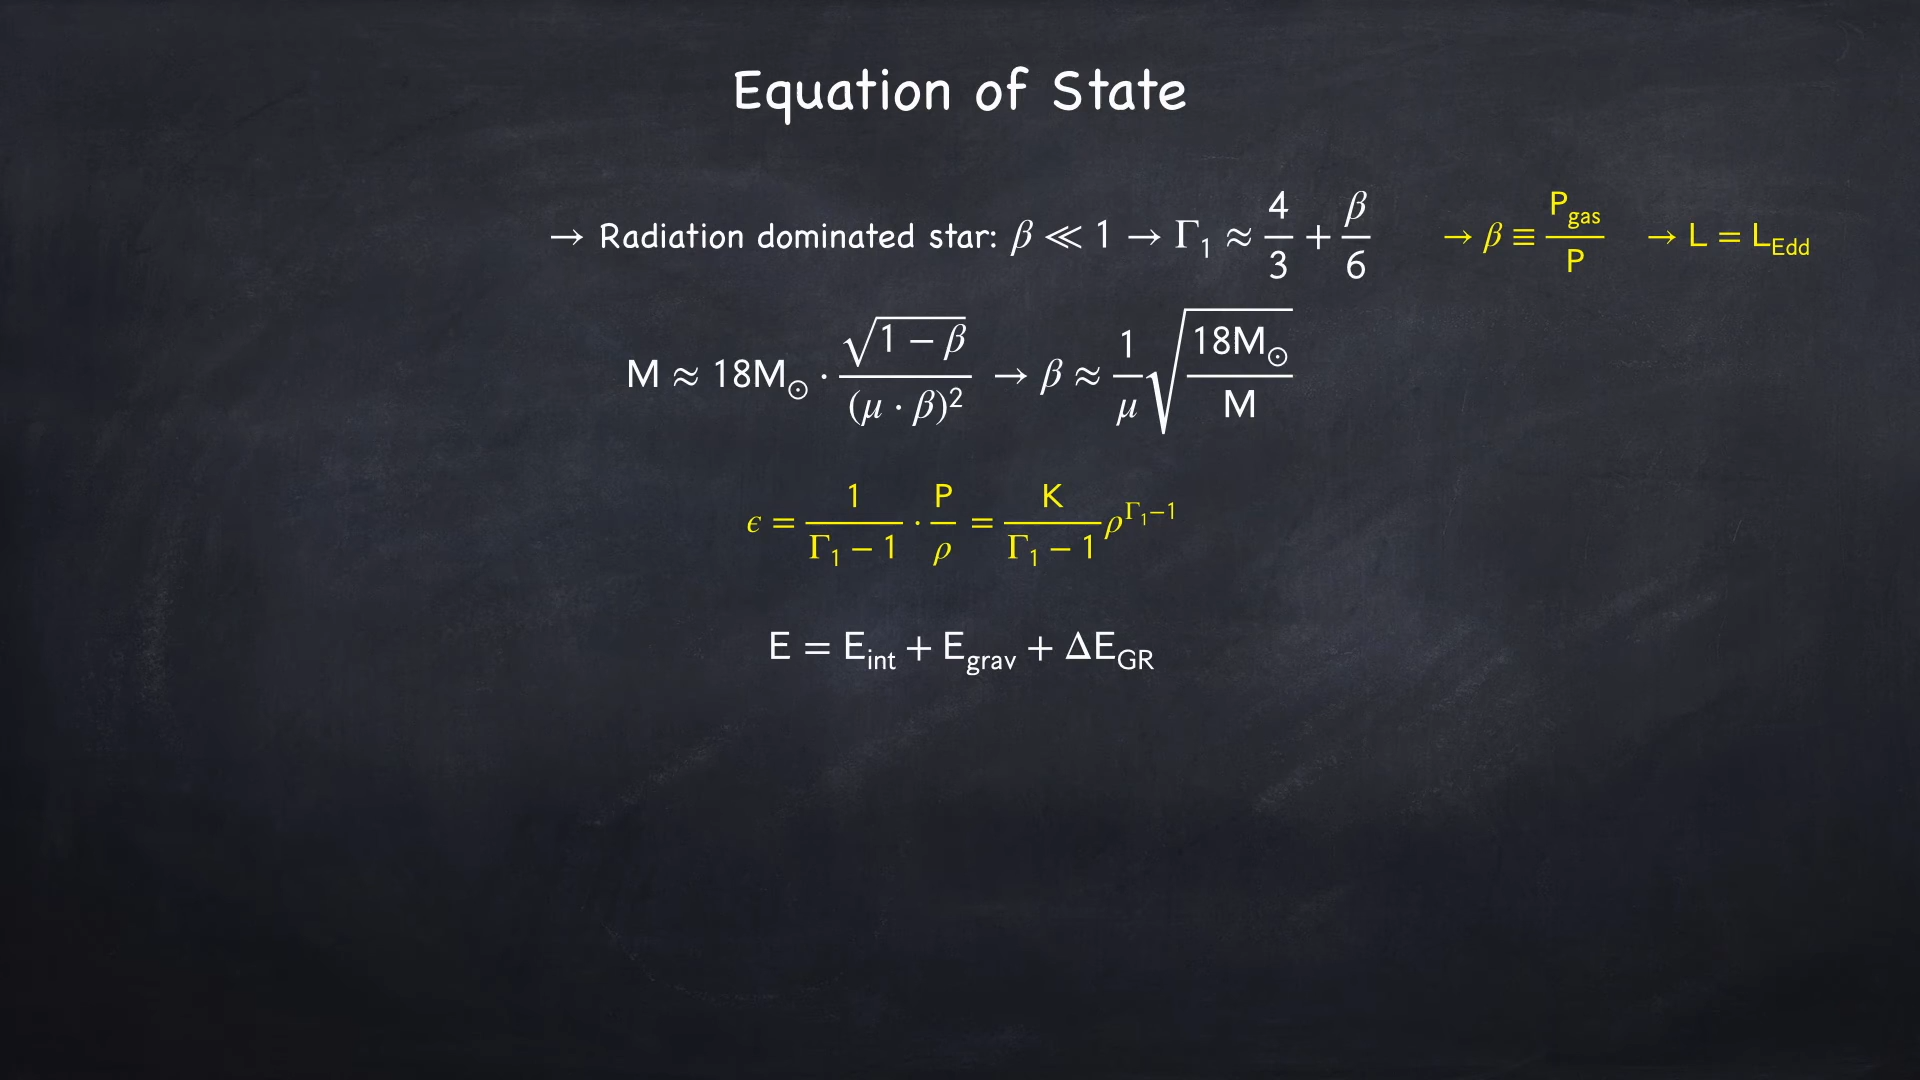 Equation of State
→ Radiation dominated star: β ≪ 1 → Γ₁ ≈ 4/3 + β/6 → β ≡ P_gas/P → L = L_Edd
M ≈ 18M_⊙ · √(1 − β)/(μ · β)² → β ≈ 1/μ √(18M_⊙/M)
ϵ = 1/(Γ₁ − 1) · P/ρ = K/(Γ₁ − 1) ρ^(Γ₁−1)
E = E_int + E_grav + ΔE_GR